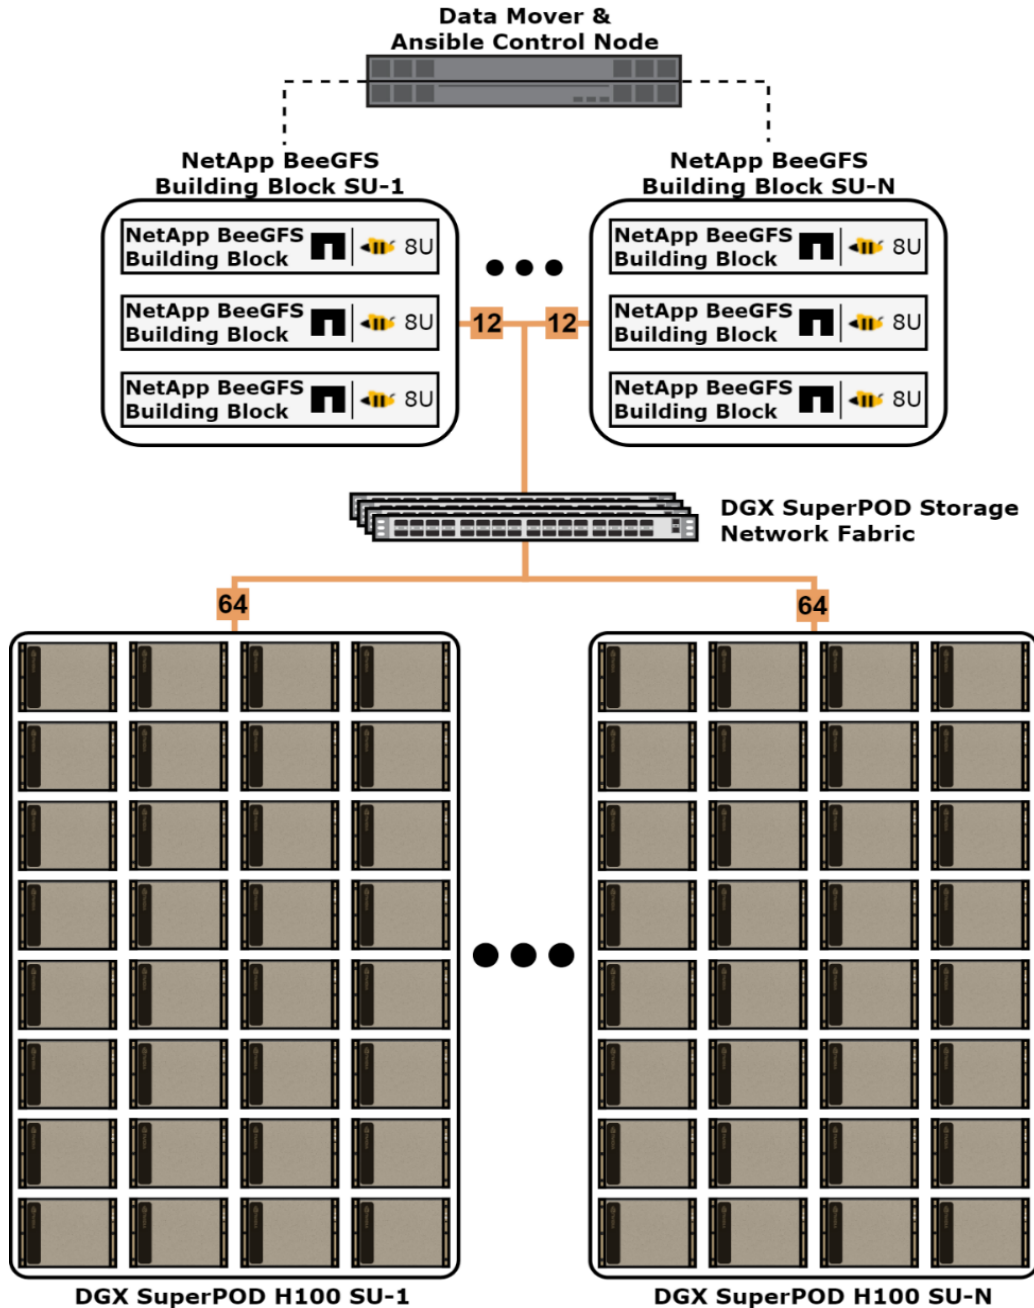 Data Mover &
Ansible Control Node
NetApp BeeGFS
Building Block SU-1
NetApp BeeGFS
Building Block SU-N
NetApp BeeGFS
Building Block
8U
NetApp BeeGFS
Building Block
8U
NetApp BeeGFS
Building Block
8U
NetApp BeeGFS
Building Block
8U
NetApp BeeGFS
Building Block
8U
NetApp BeeGFS
Building Block
8U
12
12
DGX SuperPOD Storage
Network Fabric
64
64
DGX SuperPOD H100 SU-1
DGX SuperPOD H100 SU-N